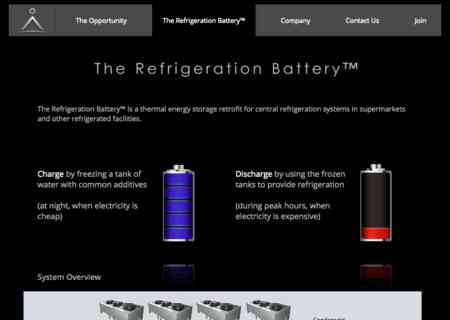 The Opportunity
The Refrigeration Battery™
Company
Contact Us
Join
The Refrigeration Battery™
The Refrigeration Battery™ is a thermal energy storage retrofit for central refrigeration systems in supermarkets
and other refrigerated facilities.
Charge by freezing a tank of
water with common additives
(at night, when electricity is
cheap)
Discharge by using the frozen
tanks to provide refrigeration
(during peak hours, when
electricity is expensive)
System Overview